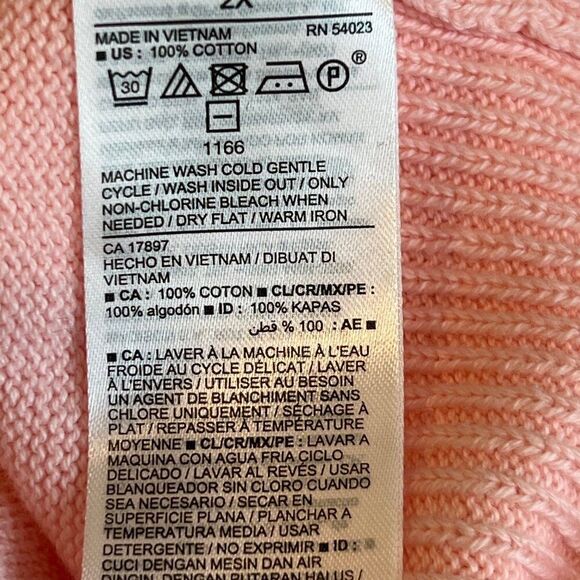 2X
MADE IN VIETNAM RN 54023
■ US : 100% COTTON
30 P ®
1166
MACHINE WASH COLD GENTLE
CYCLE / WASH INSIDE OUT / ONLY
NON-CHLORINE BLEACH WHEN
NEEDED / DRY FLAT / WARM IRON
CA 17897
HECHO EN VIETNAM / DIBUAT DI
VIETNAM
■ CA : 100% COTON ■ CL/CR/MX/PE :
100% algodón ■ ID : 100% KAPAS
■ AE : 100 % قطن
■ CA : LAVER À LA MACHINE À L'EAU
FROIDE AU CYCLE DÉLICAT / LAVER
À L'ENVERS / UTILISER AU BESOIN
UN AGENT DE BLANCHIMENT SANS
CHLORE UNIQUEMENT / SÉCHAGE À
PLAT / REPASSER À TEMPÉRATURE
MOYENNE ■ CL/CR/MX/PE : LAVAR A
MAQUINA CON AGUA FRIA CICLO
DELICADO / LAVAR AL REVÉS / USAR
BLANQUEADOR SIN CLORO CUANDO
SEA NECESARIO / SECAR EN
SUPERFICIE PLANA / PLANCHAR A
TEMPERATURA MEDIA / USAR
DETERGENTE / NO EXPRIMIR ■ ID :
CUCI DENGAN MESIN DAN AIR
DINGIN DENGAN PUTARAN HALUS /